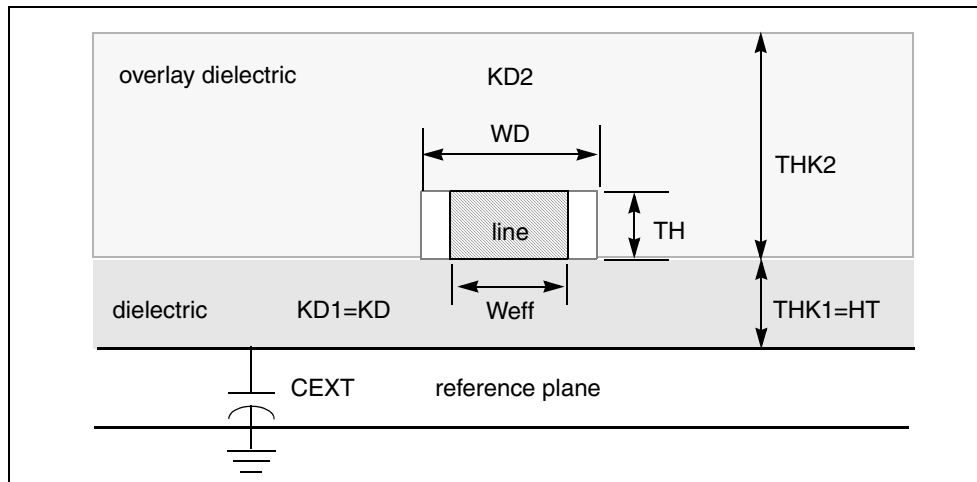 overlay dielectric KD2
WD
THK2
TH
line
dielectric KD1=KD Weff THK1=HT
CEXT reference plane